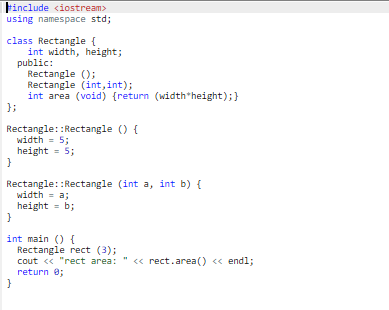 #include <iostream>
using namespace std;

class Rectangle {
    int width, height;
  public:
    Rectangle ();
    Rectangle (int,int);
    int area (void) {return (width*height);}
};

Rectangle::Rectangle () {
  width = 5;
  height = 5;
}

Rectangle::Rectangle (int a, int b) {
  width = a;
  height = b;
}

int main () {
  Rectangle rect (3);
  cout << "rect area: " << rect.area() << endl;
  return 0;
}